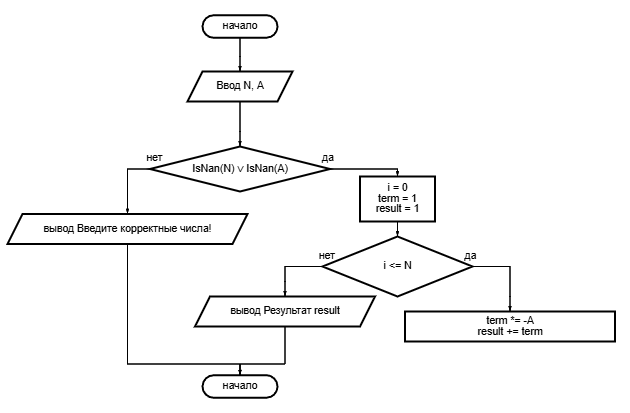 начало
Ввод N, A
нет
да
IsNan(N) ∨ IsNan(A)
i = 0
term = 1
result = 1
вывод Введите корректные числа!
нет
да
i <= N
вывод Результат result
term *= -A
result += term
начало